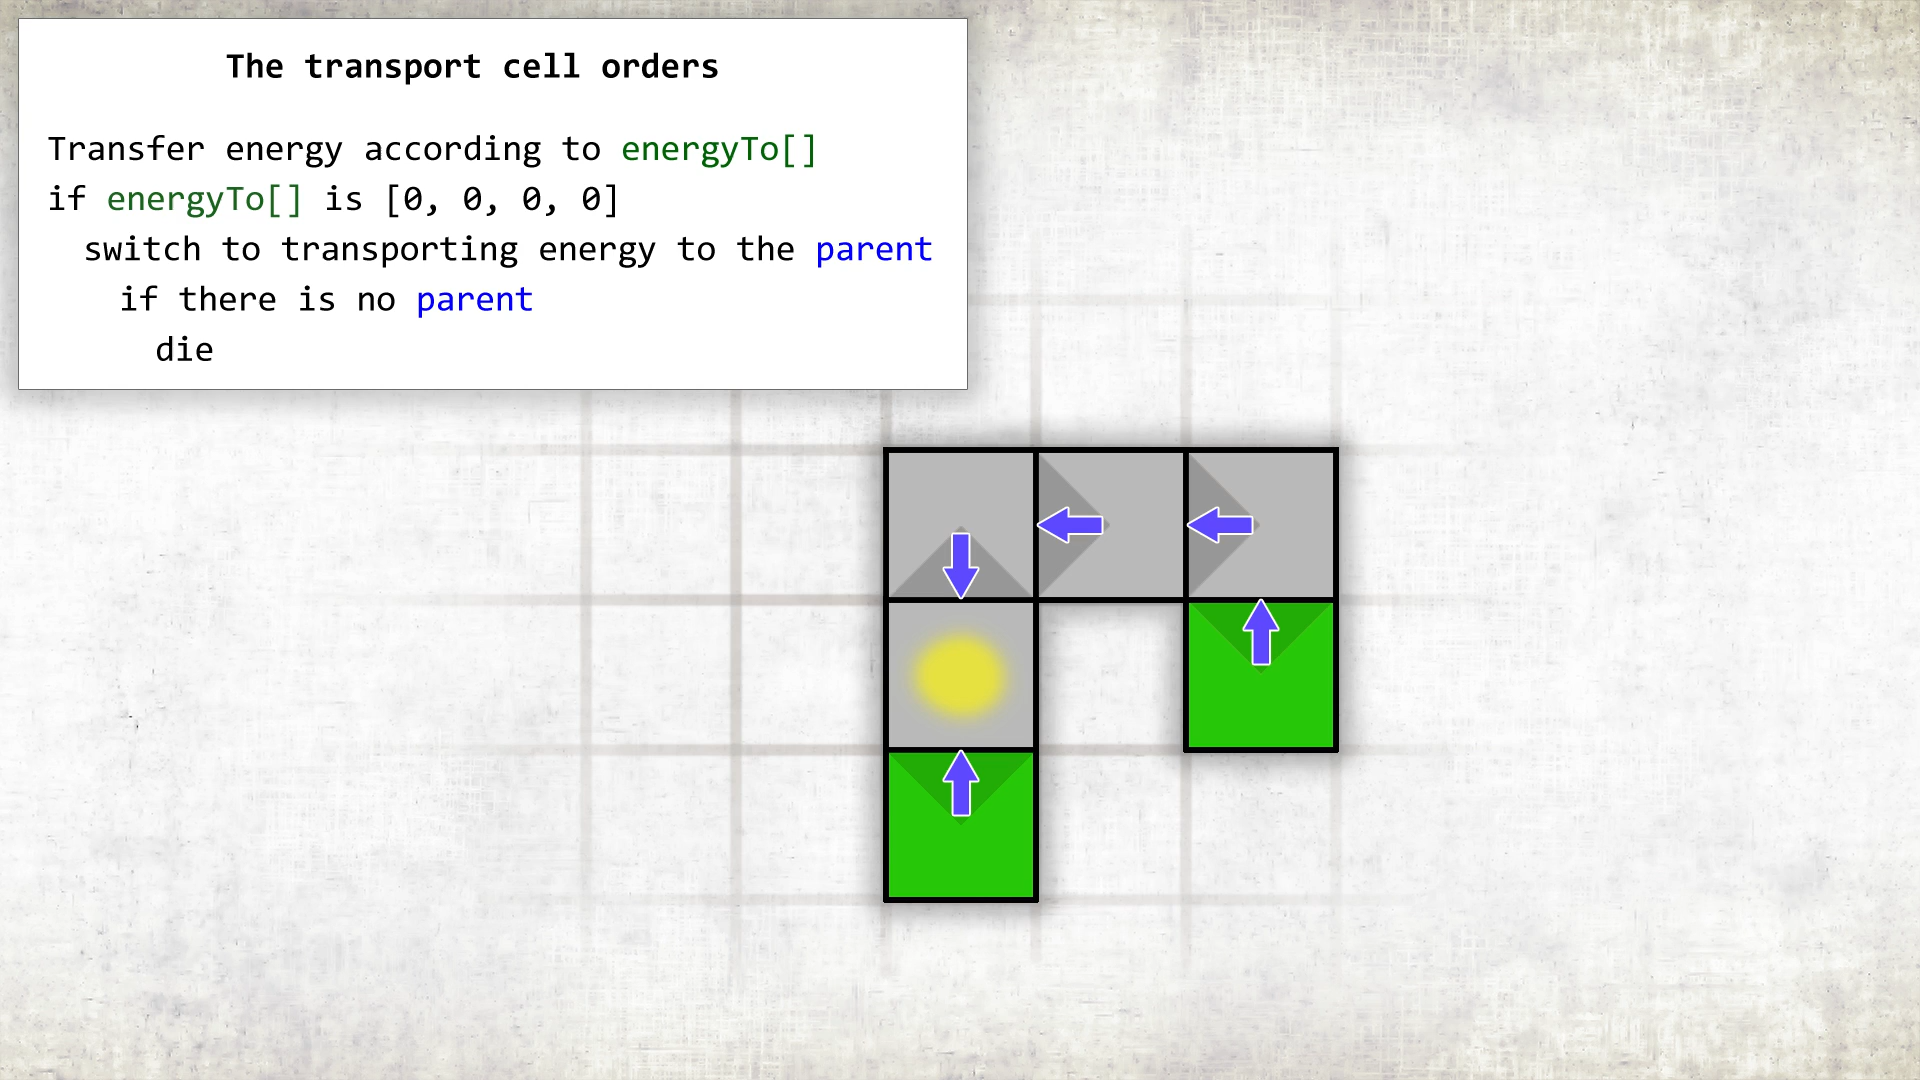 The transport cell orders
Transfer energy according to energyTo[]
if energyTo[] is [0, 0, 0, 0]
switch to transporting energy to the parent
if there is no parent
die